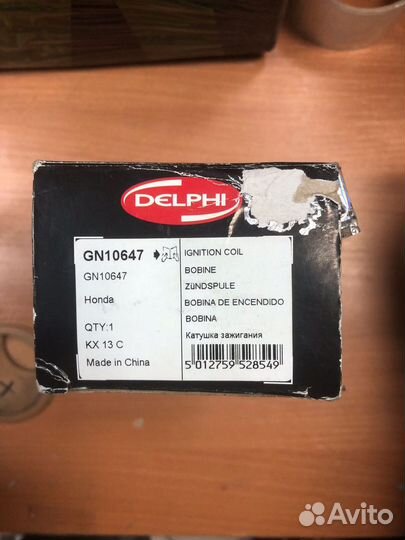 DELPHI
GN10647
GN10647
Honda
QTY:1
KX 13 C
Made in China
IGNITION COIL
BOBINE
ZüNDSPULE
BOBINA DE ENCENDIDO
BOBINA
Катушка зажигания
5 012759 528549
Avito